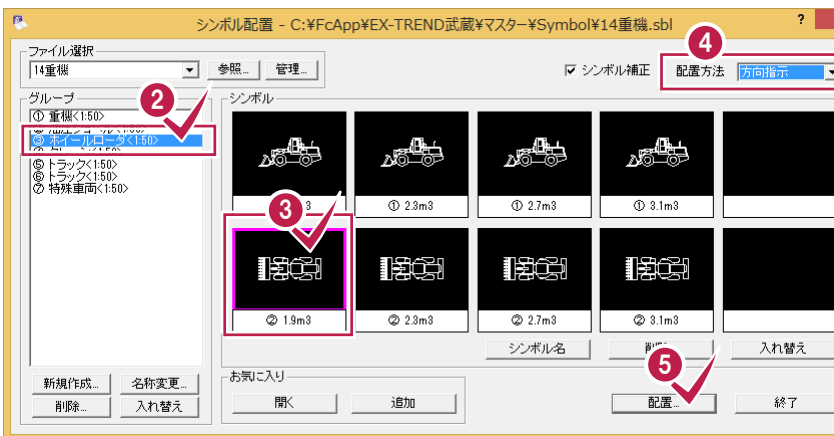 シンボル配置 - C:¥FcApp¥EX-TREND武蔵¥マスター¥Symbol¥14重機.sbl ?
ファイル選択
14重機 参照... 管理...
シンボル補正 配置方法 方向指示
4
グループ
2
① 重機<1:50>
③ ホイールローダ<1:50>
⑤ トラック<1:50>
⑥ トラック<1:50>
⑦ 特殊車両<1:50>
シンボル
① 2.3m3 ① 2.7m3 ① 3.1m3
3
② 1.9m3 ② 2.3m3 ② 2.7m3 ② 3.1m3
シンボル名 入れ替え
5
新規作成... 名称変更...
削除... 入れ替え
お気に入り
開く 追加
配置... 終了